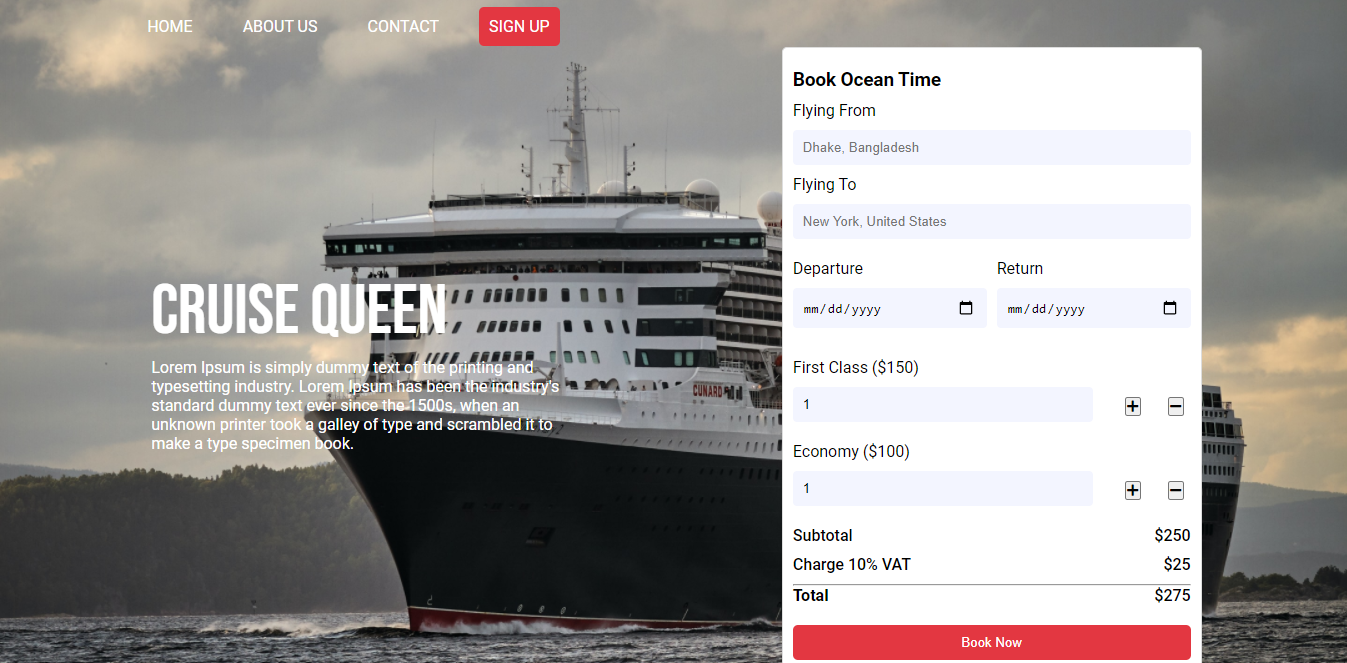 HOME ABOUT US CONTACT SIGN UP
CRUISE QUEEN
Lorem Ipsum is simply dummy text of the printing and
typesetting industry. Lorem Ipsum has been the industry's
standard dummy text ever since the 1500s, when an
unknown printer took a galley of type and scrambled it to
make a type specimen book.
CUNARD
Book Ocean Time
Flying From
Dhake, Bangladesh
Flying To
New York, United States
Departure Return
mm/dd/yyyy mm/dd/yyyy
First Class ($150)
1 + −
Economy ($100)
1 + −
Subtotal $250
Charge 10% VAT $25
Total $275
Book Now